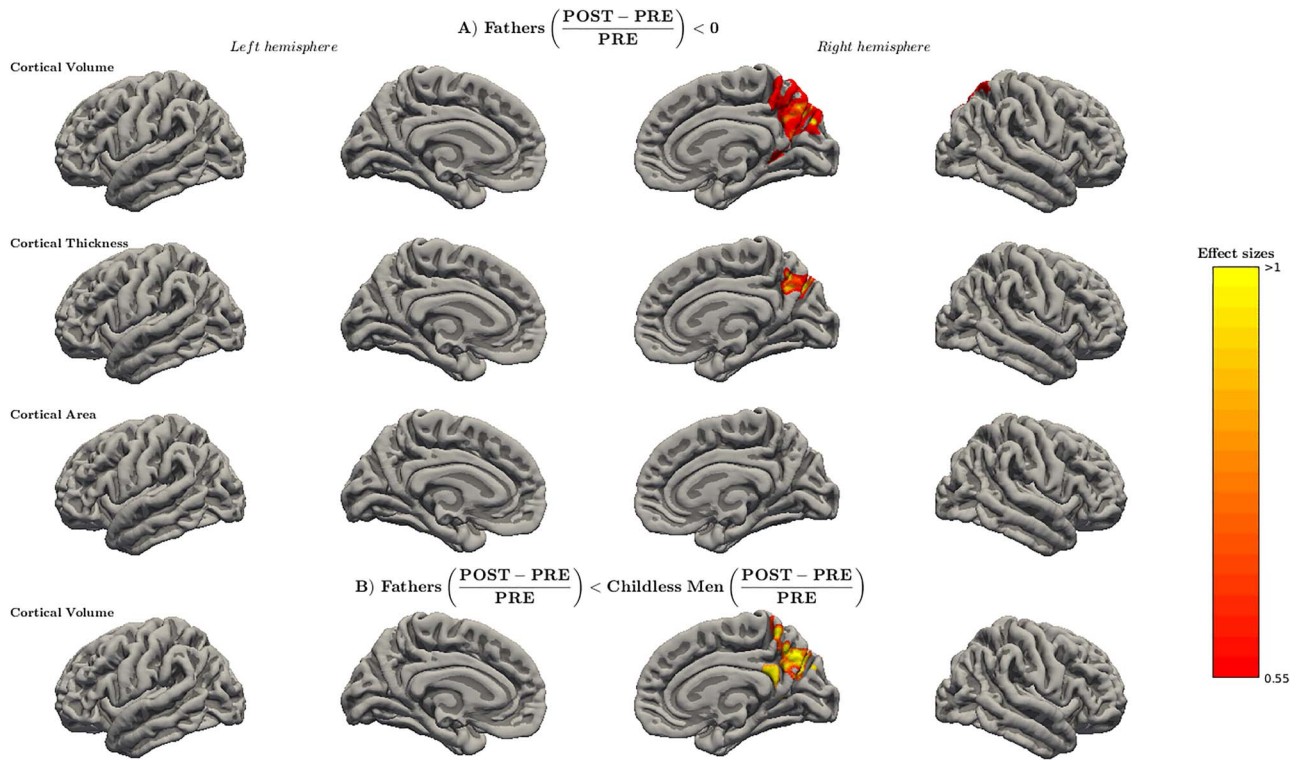 A) Fathers (POST − PRE / PRE) < 0
Left hemisphere
Right hemisphere
Cortical Volume
Cortical Thickness
Effect sizes
>1
Cortical Area
B) Fathers (POST − PRE / PRE) < Childless Men (POST − PRE / PRE)
Cortical Volume
0.55